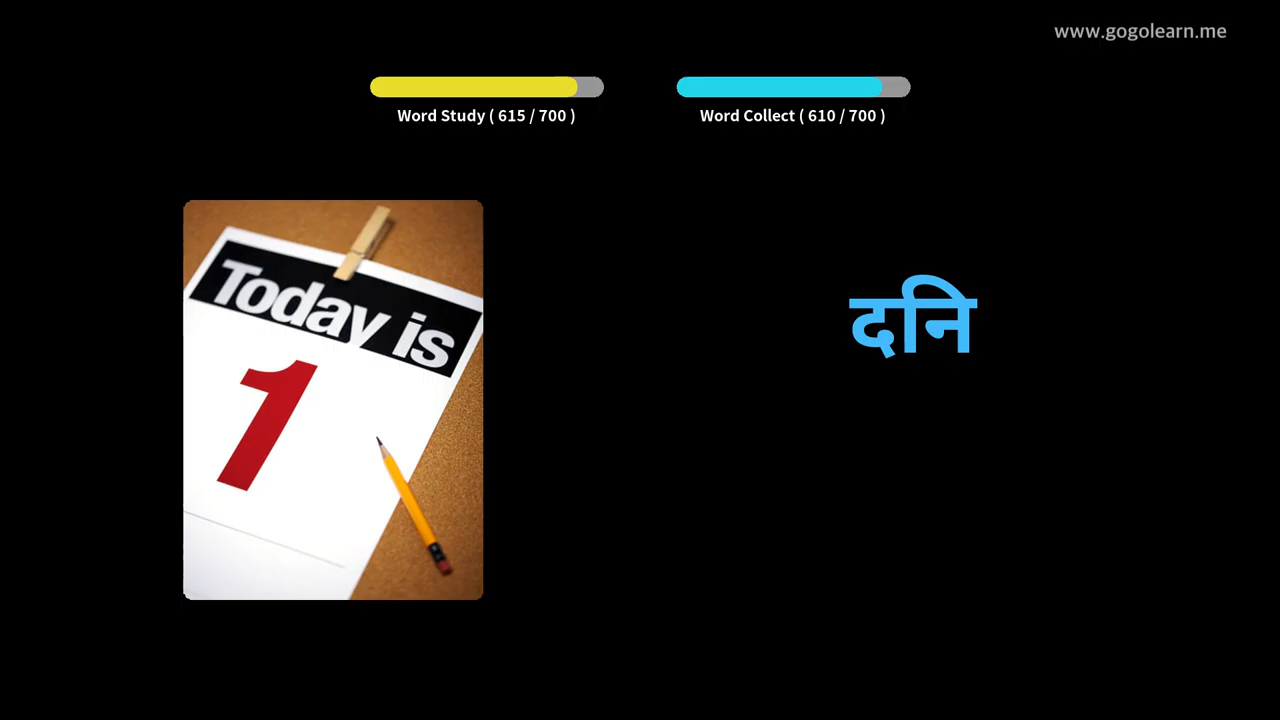 www.gogolearn.me
Word Study ( 615 / 700 )
Word Collect ( 610 / 700 )
Today is
1
दनि